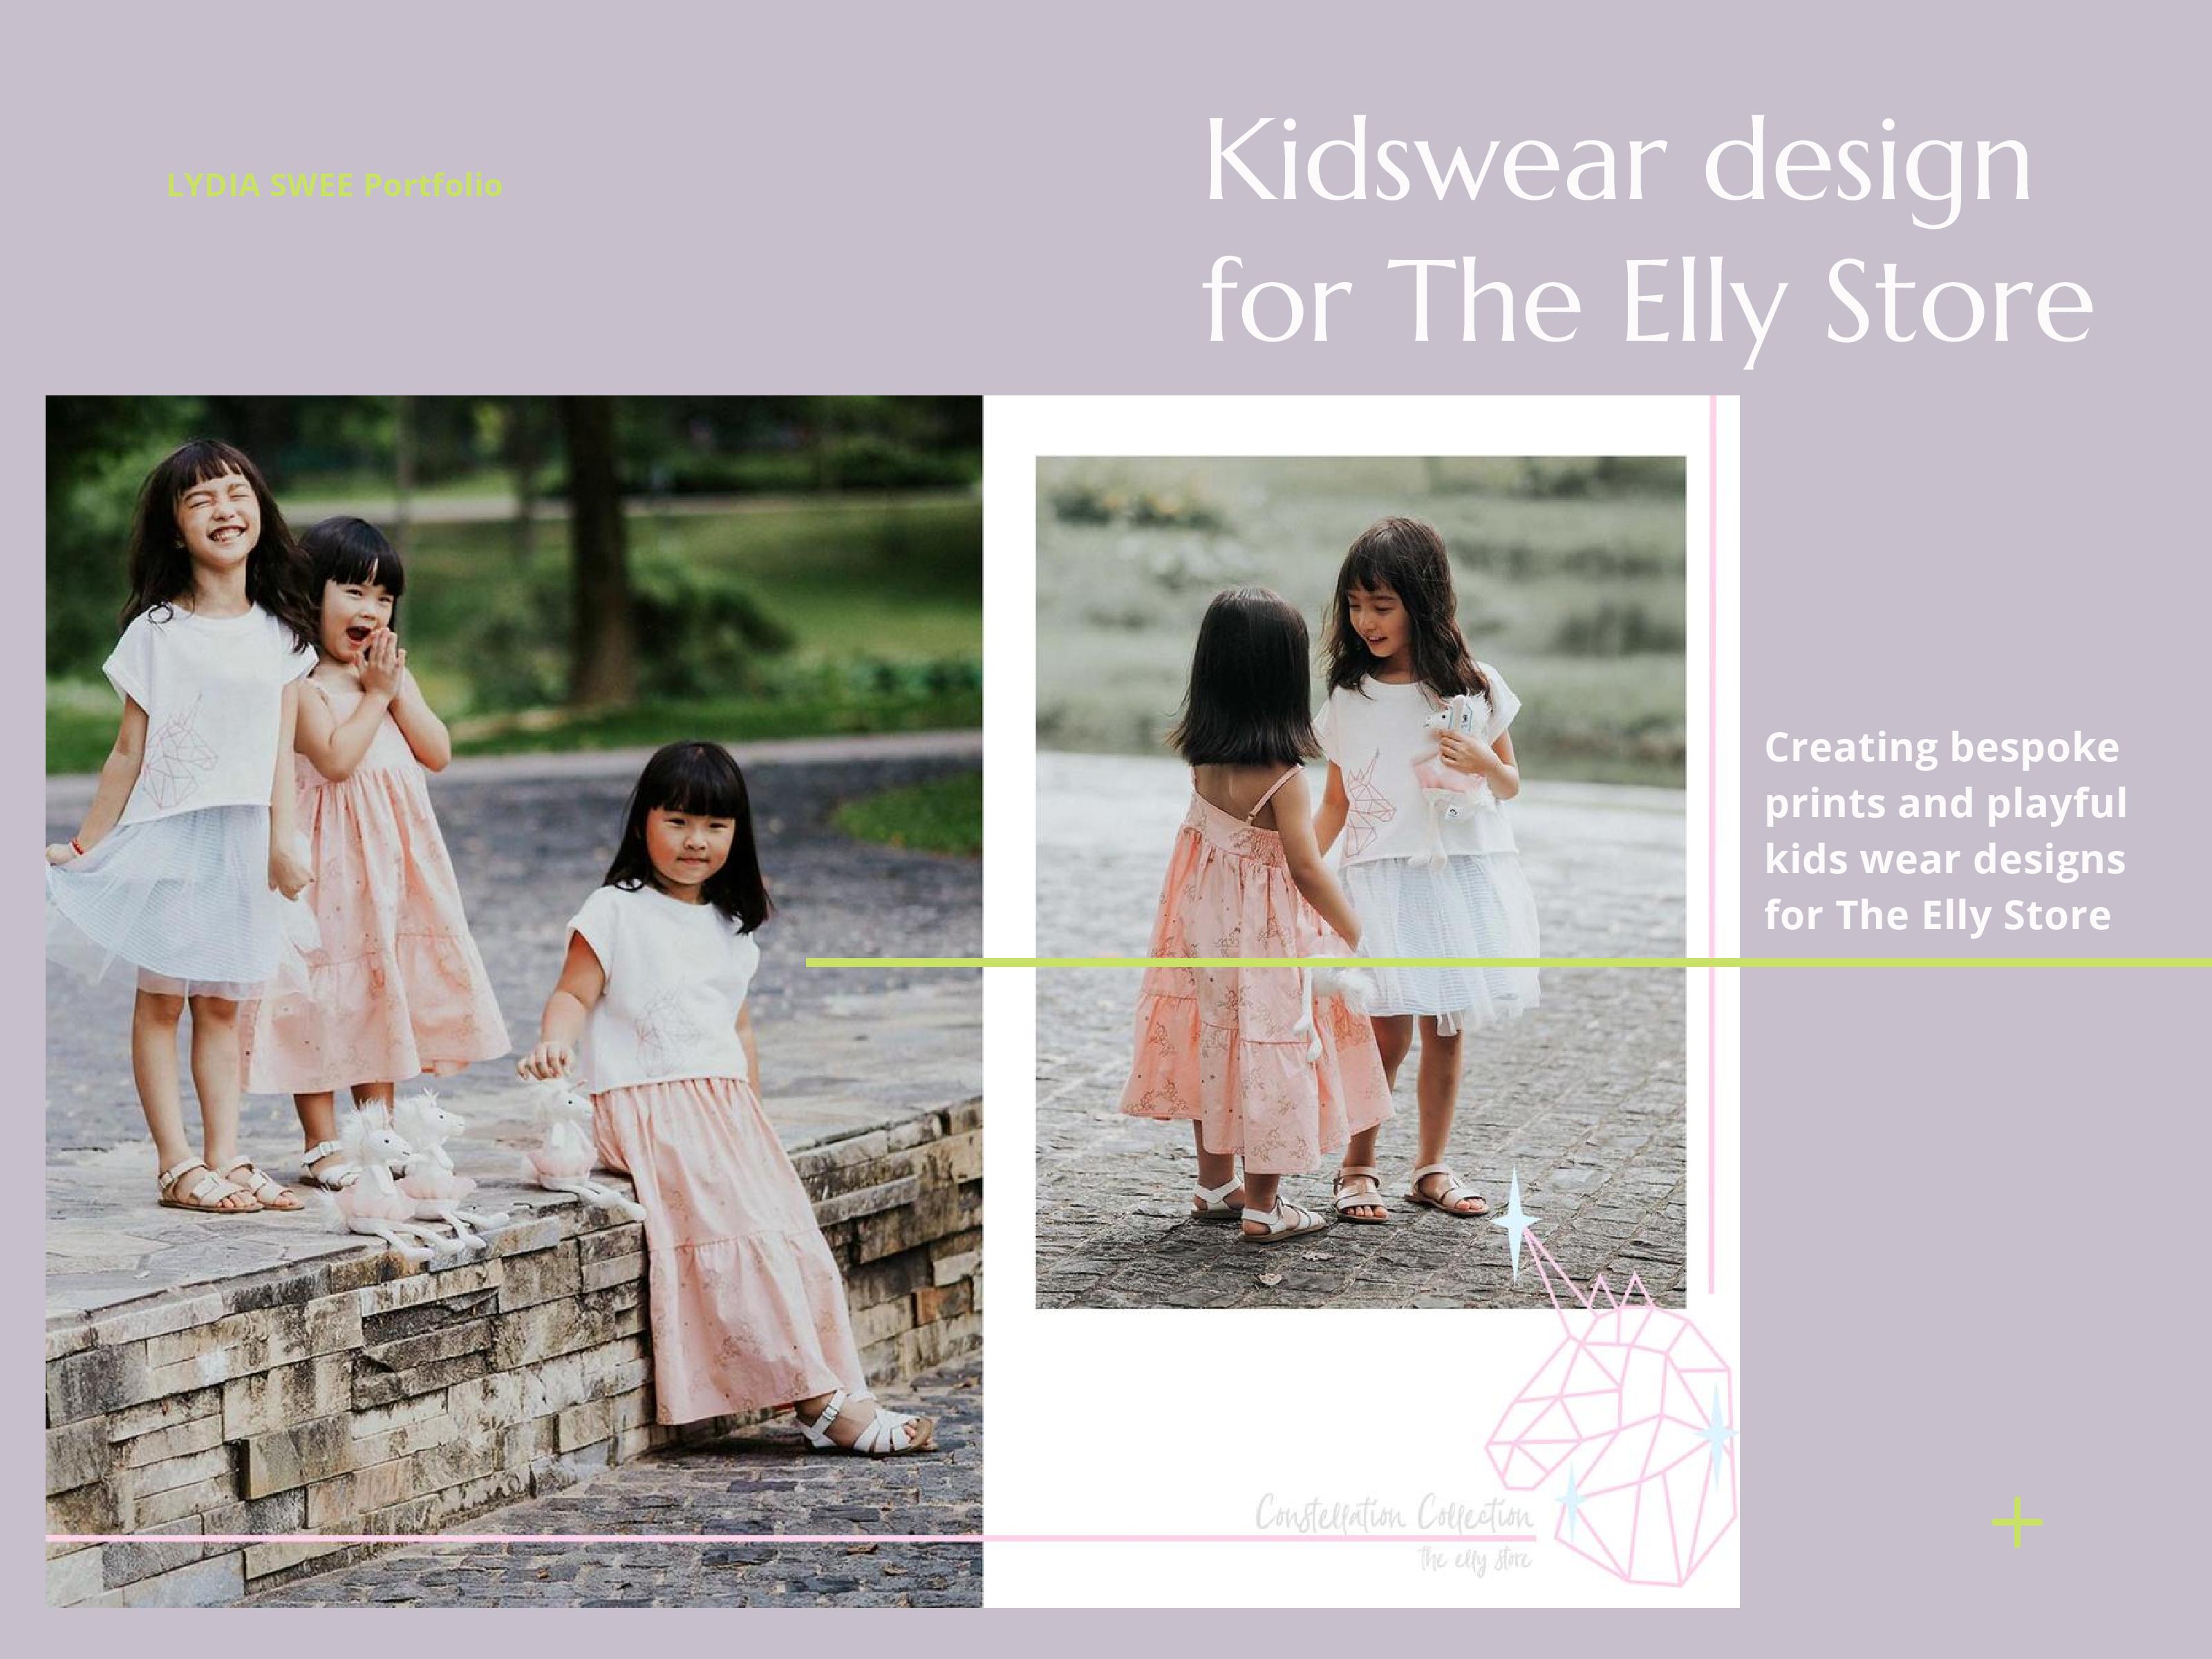 LYDIA SWEE Portfolio
Kidswear design
for The Elly Store
Creating bespoke
prints and playful
kids wear designs
for The Elly Store
Constellation Collection
the elly store